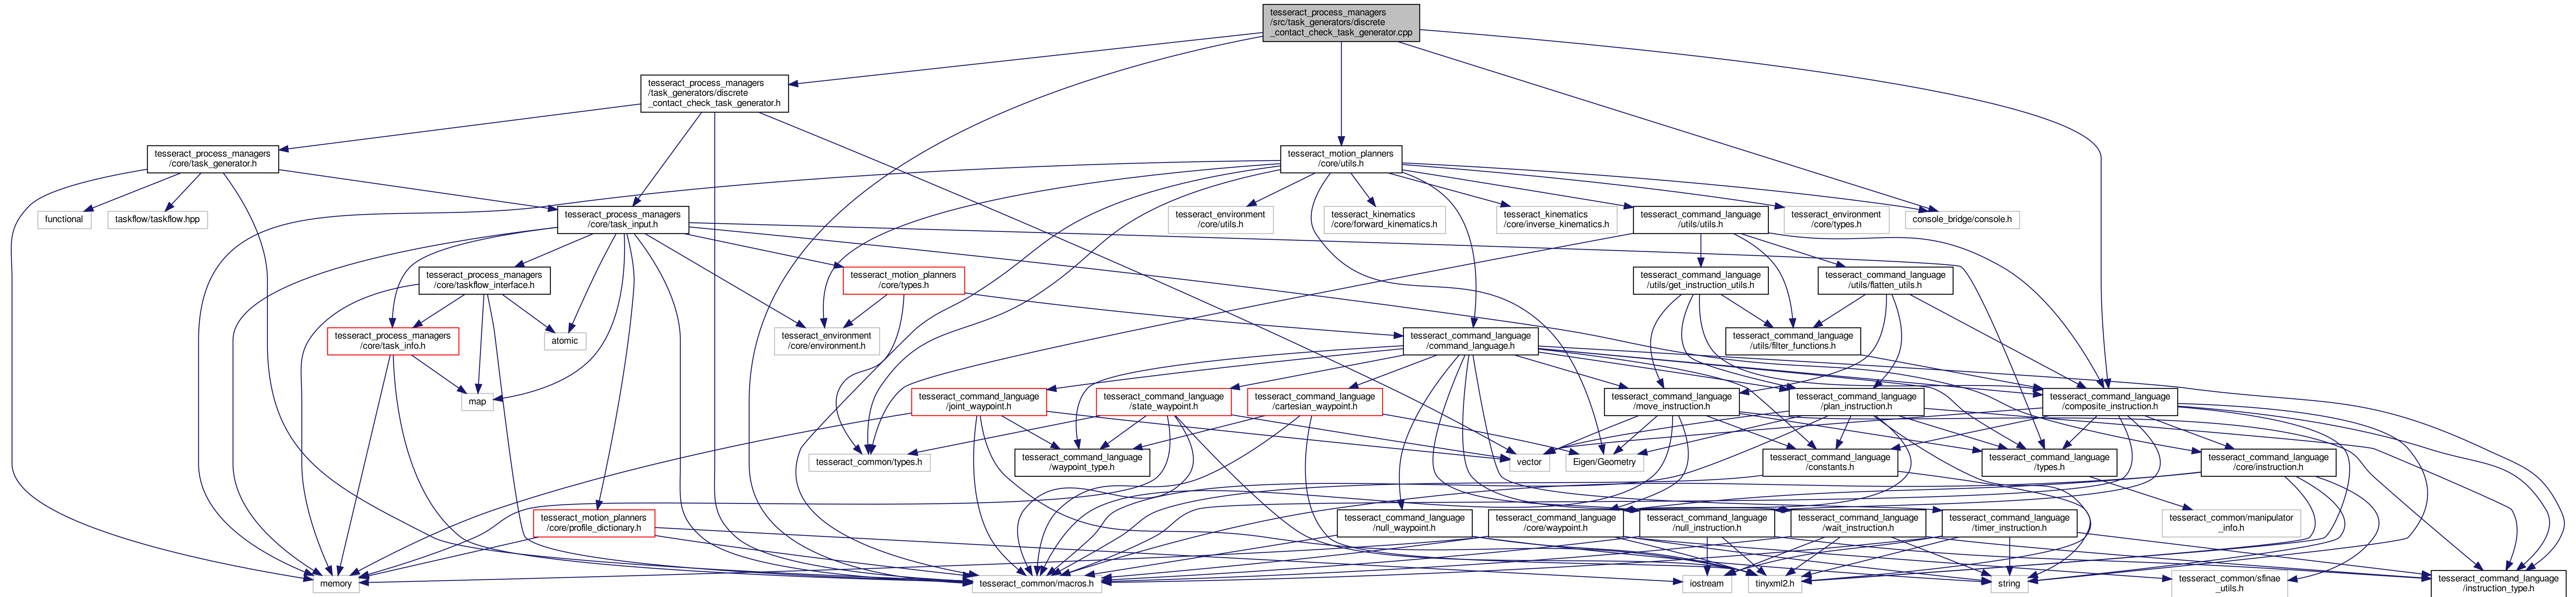 tesseract_process_managers
/src/task_generators/discrete
_contact_check_task_generator.cpp
tesseract_process_managers
/task_generators/discrete
_contact_check_task_generator.h
tesseract_process_managers
/core/task_generator.h
tesseract_motion_planners
/core/utils.h
functional
taskflow/taskflow.hpp
tesseract_process_managers
/core/task_input.h
tesseract_environment
/core/utils.h
tesseract_kinematics
/core/forward_kinematics.h
tesseract_kinematics
/core/inverse_kinematics.h
tesseract_command_language
/utils/utils.h
tesseract_environment
/core/types.h
console_bridge/console.h
tesseract_process_managers
/core/taskflow_interface.h
tesseract_motion_planners
/core/types.h
tesseract_command_language
/utils/get_instruction_utils.h
tesseract_command_language
/utils/flatten_utils.h
tesseract_process_managers
/core/task_info.h
atomic
tesseract_environment
/core/environment.h
tesseract_command_language
/command_language.h
tesseract_command_language
/utils/filter_functions.h
map
tesseract_command_language
/joint_waypoint.h
tesseract_command_language
/state_waypoint.h
tesseract_command_language
/cartesian_waypoint.h
tesseract_command_language
/move_instruction.h
tesseract_command_language
/plan_instruction.h
tesseract_command_language
/composite_instruction.h
tesseract_common/types.h
tesseract_command_language
/waypoint_type.h
vector
Eigen/Geometry
tesseract_command_language
/constants.h
tesseract_command_language
/types.h
tesseract_command_language
/core/instruction.h
tesseract_motion_planners
/core/profile_dictionary.h
tesseract_command_language
/null_waypoint.h
tesseract_command_language
/core/waypoint.h
tesseract_command_language
/null_instruction.h
tesseract_command_language
/wait_instruction.h
tesseract_command_language
/timer_instruction.h
tesseract_common/manipulator
_info.h
memory
tesseract_common/macros.h
iostream
tinyxml2.h
string
tesseract_common/sfinae
_utils.h
tesseract_command_language
/instruction_type.h